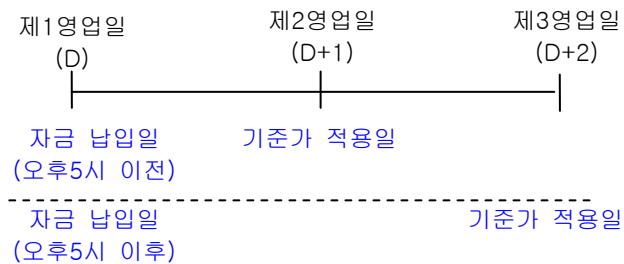 제1영업일 제2영업일 제3영업일
(D) (D+1) (D+2)
자금 납입일 기준가 적용일
(오후5시 이전)
자금 납입일 기준가 적용일
(오후5시 이후)